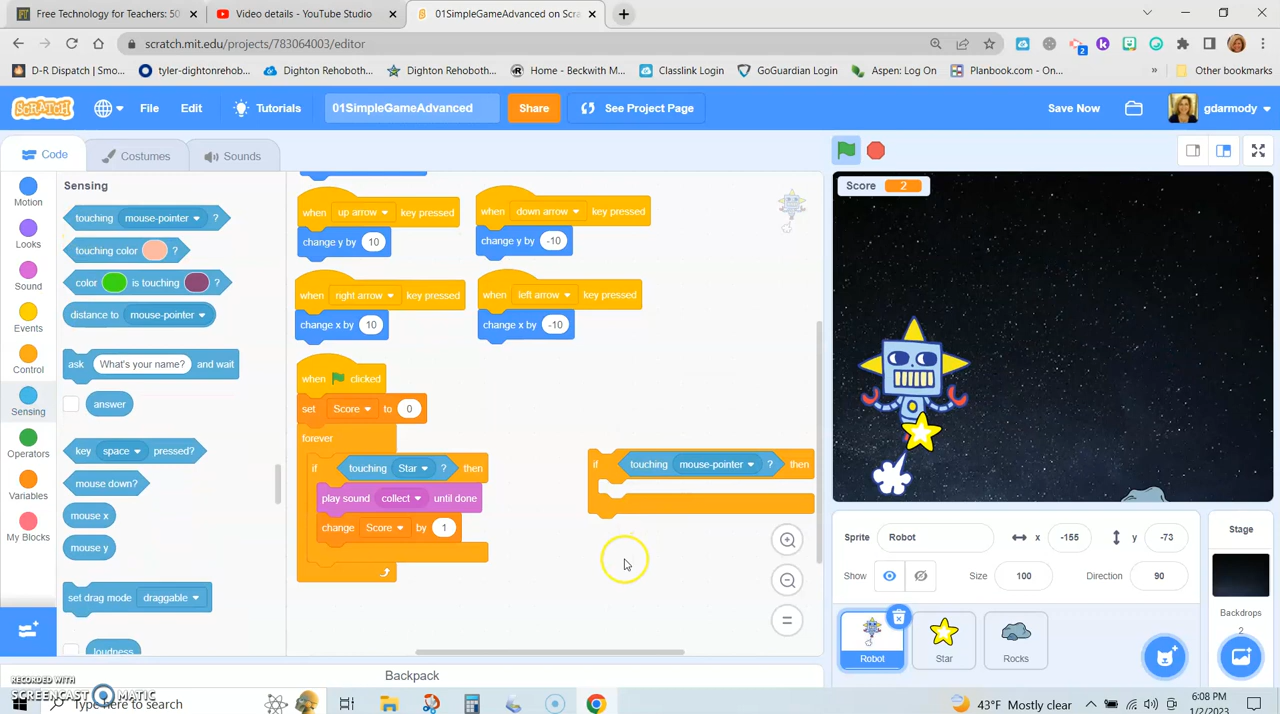 Free Technology for Teachers: 50
Video details - YouTube Studio
01SimpleGameAdvanced on Scra
scratch.mit.edu/projects/783064003/editor
2
D-R Dispatch | Smo...
tyler-dightonrehob...
Dighton Rehoboth...
Dighton Rehobot...
Home - Beckwith M...
Classlink Login
GoGuardian Login
Aspen: Log On
Planbook.com - On...
»
Other bookmarks
SCRATCH
File
Edit
Tutorials
01SimpleGameAdvanced
Share
See Project Page
Save Now
gdarmody
Code
Costumes
Sounds
Motion
Looks
Sound
Events
Control
Sensing
Operators
Variables
My Blocks
Sensing
touching mouse-pointer ?
touching color ?
color is touching ?
distance to mouse-pointer
ask What's your name? and wait
answer
key space pressed?
mouse down?
mouse x
mouse y
set drag mode draggable
loudness
when up arrow key pressed
change y by 10
when down arrow key pressed
change y by -10
when right arrow key pressed
change x by 10
when left arrow key pressed
change x by -10
when clicked
set Score to 0
forever
if touching Star ? then
play sound collect until done
change Score by 1
if touching mouse-pointer ? then
Backpack
Score 2
Sprite Robot
x -155
y -73
Show
Size 100
Direction 90
Robot
Star
Rocks
Stage
Backdrops
2
RECORDED WITH
SCREENCAST MATIC
Type here to search
43°F Mostly clear
6:08 PM
1/2/2023